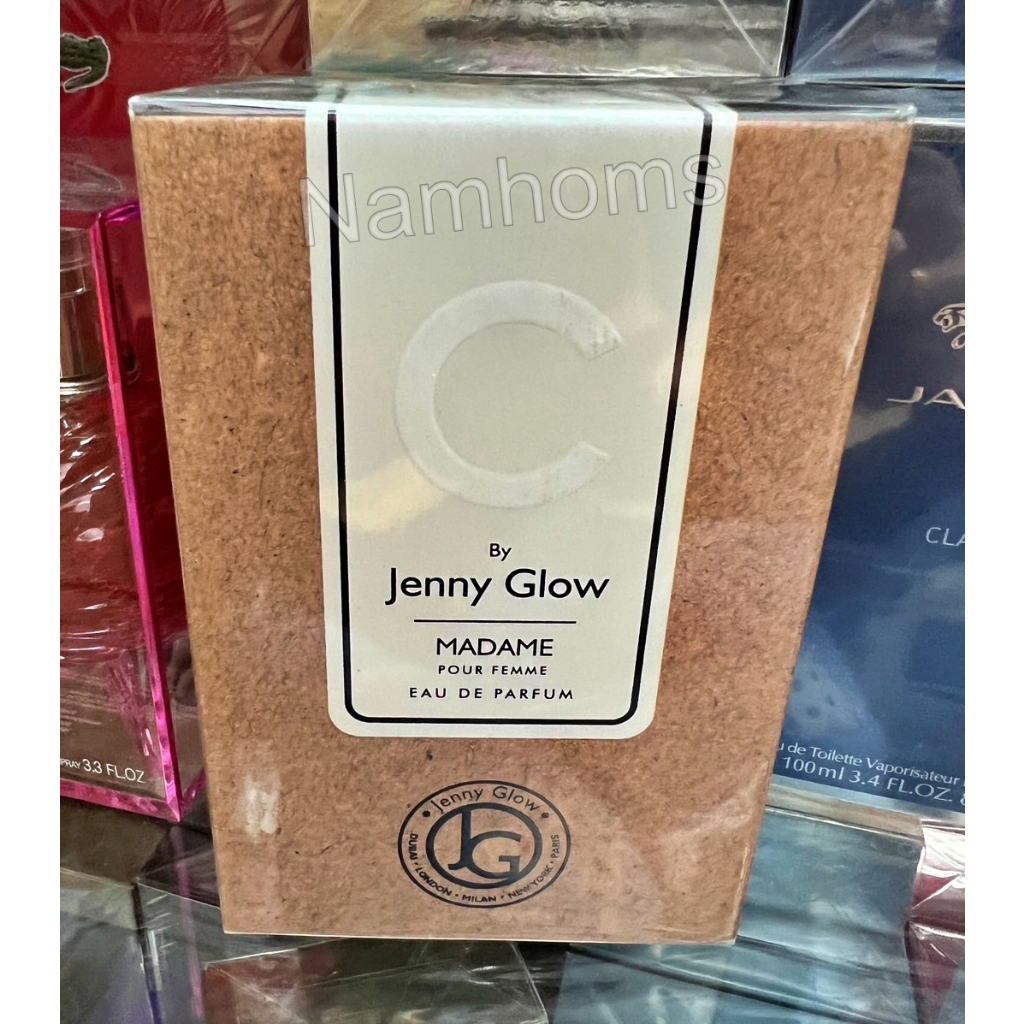 Namhoms
C
By
Jenny Glow
MADAME
POUR FEMME
EAU DE PARFUM
Jenny Glow
JG
DUBAI • LONDON • MILAN • NEW YORK • PARIS
3.3 FL.OZ
JA
CLA
de Toilette Vaporisateur
100ml 3.4 FL.OZ.